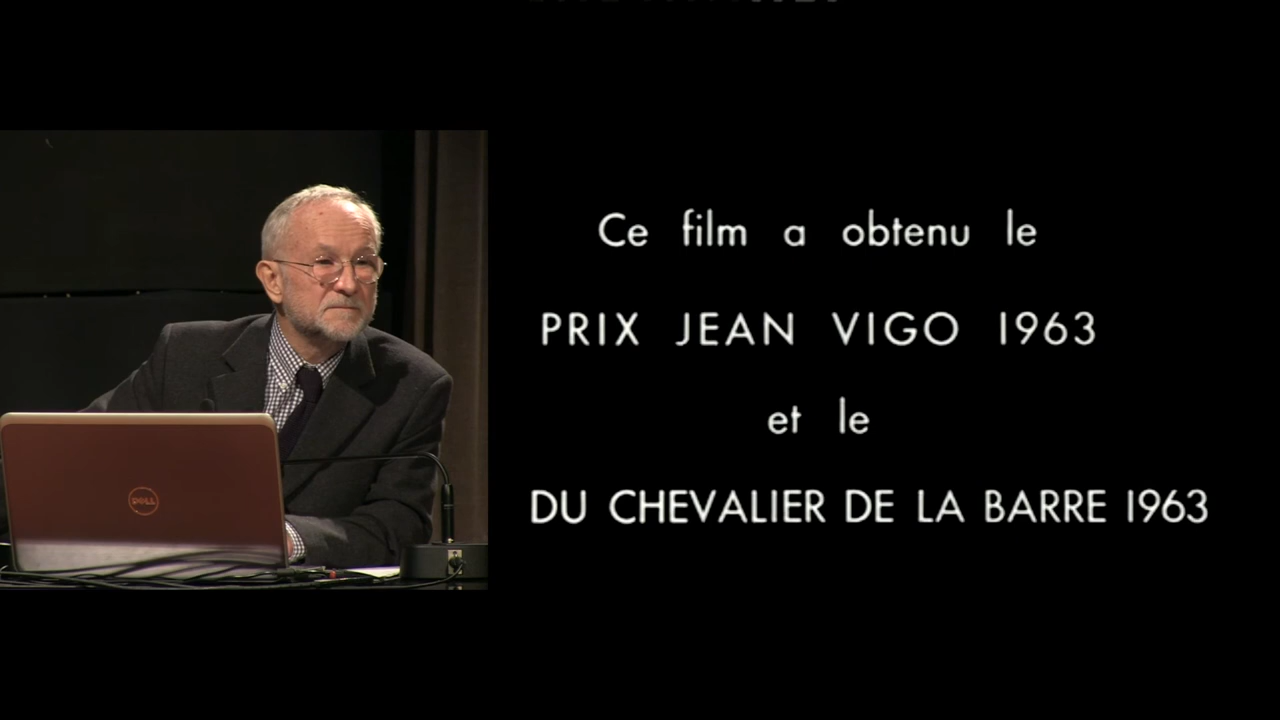 Ce film a obtenu le
PRIX JEAN VIGO 1963
et le
DU CHEVALIER DE LA BARRE 1963
DELL